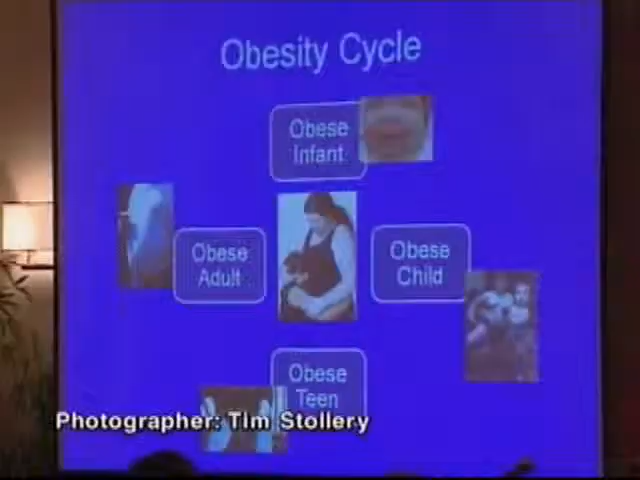 Obesity Cycle
Obese
Infant
Obese
Adult
Obese
Child
Obese
Teen
Photographer: Tim Stollery